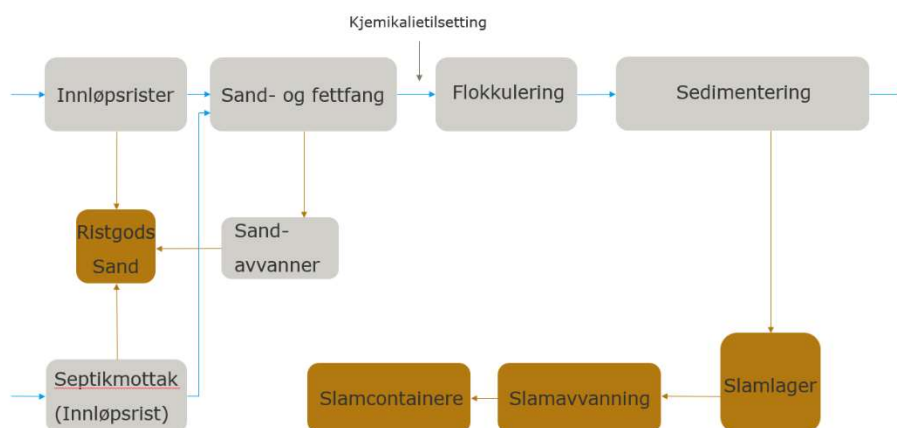 Kjemikalietilsetting
Innløpsrister
Sand- og fettfang
Flokkulering
Sedimentering
Ristgods
Sand
Sand-
avvanner
Septikmottak
(Innløpsrist)
Slamcontainere
Slamavvanning
Slamlager